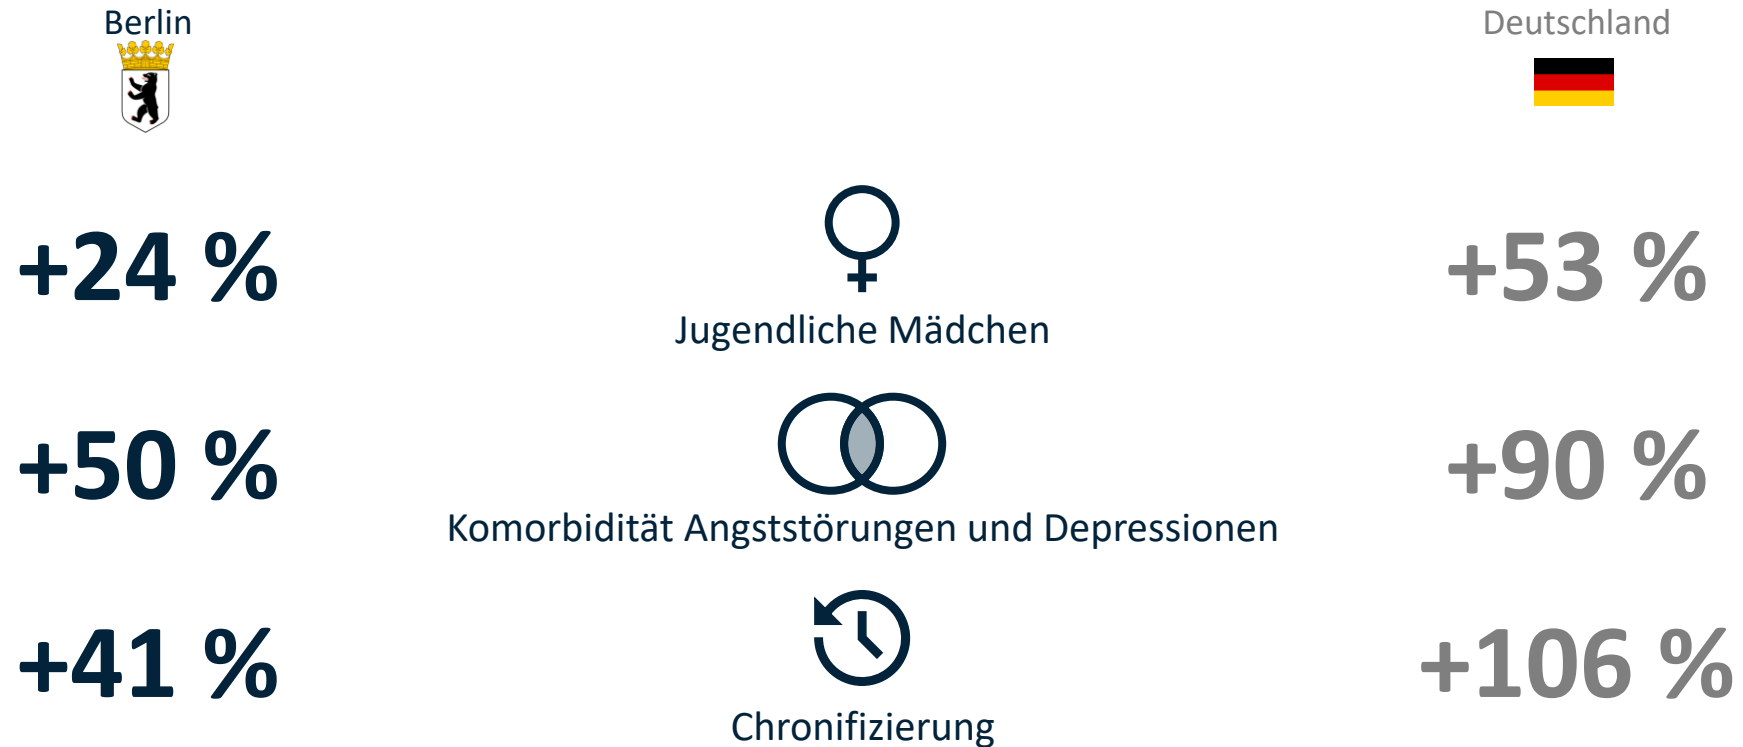 Berlin
Deutschland
+24 %
Jugendliche Mädchen
+53 %
+50 %
Komorbidität Angststörungen und Depressionen
+90 %
+41 %
Chronifizierung
+106 %